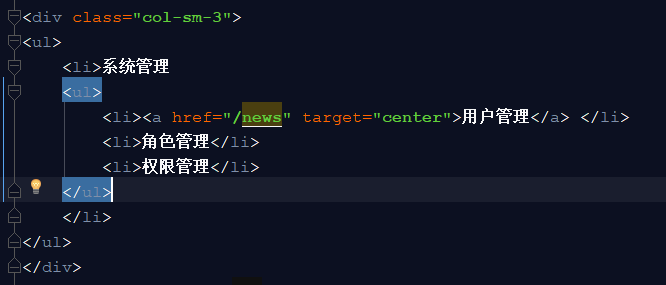 <div class="col-sm-3">
<ul>
    <li>系统管理
    <ul>
        <li><a href="/news" target="center">用户管理</a> </li>
        <li>角色管理</li>
        <li>权限管理</li>
    </ul>
    </li>
</ul>
</div>